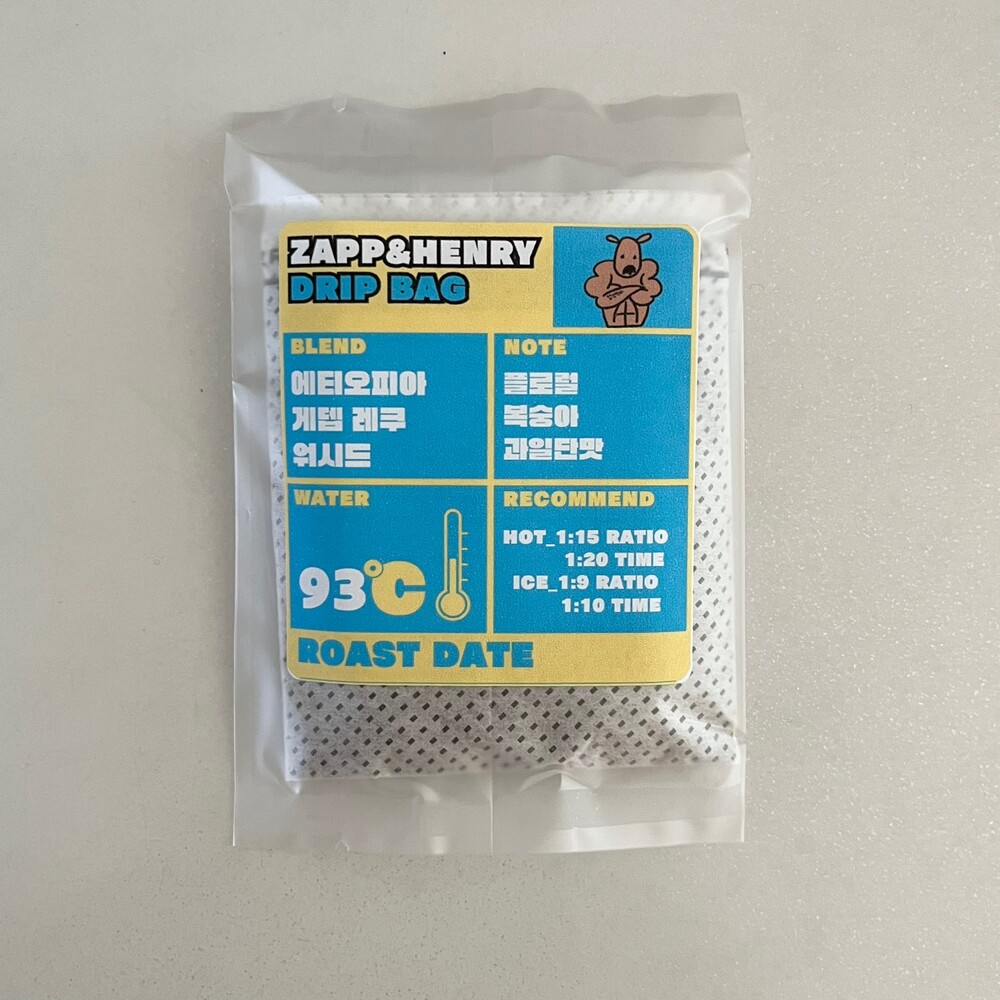 ZAPP&HENRY
DRIP BAG
BLEND
에티오피아
게뎁 레쿠
워시드
NOTE
플로럴
복숭아
과일단맛
WATER
93℃
RECOMMEND
HOT_1:15 RATIO
1:20 TIME
ICE_1:9 RATIO
1:10 TIME
ROAST DATE